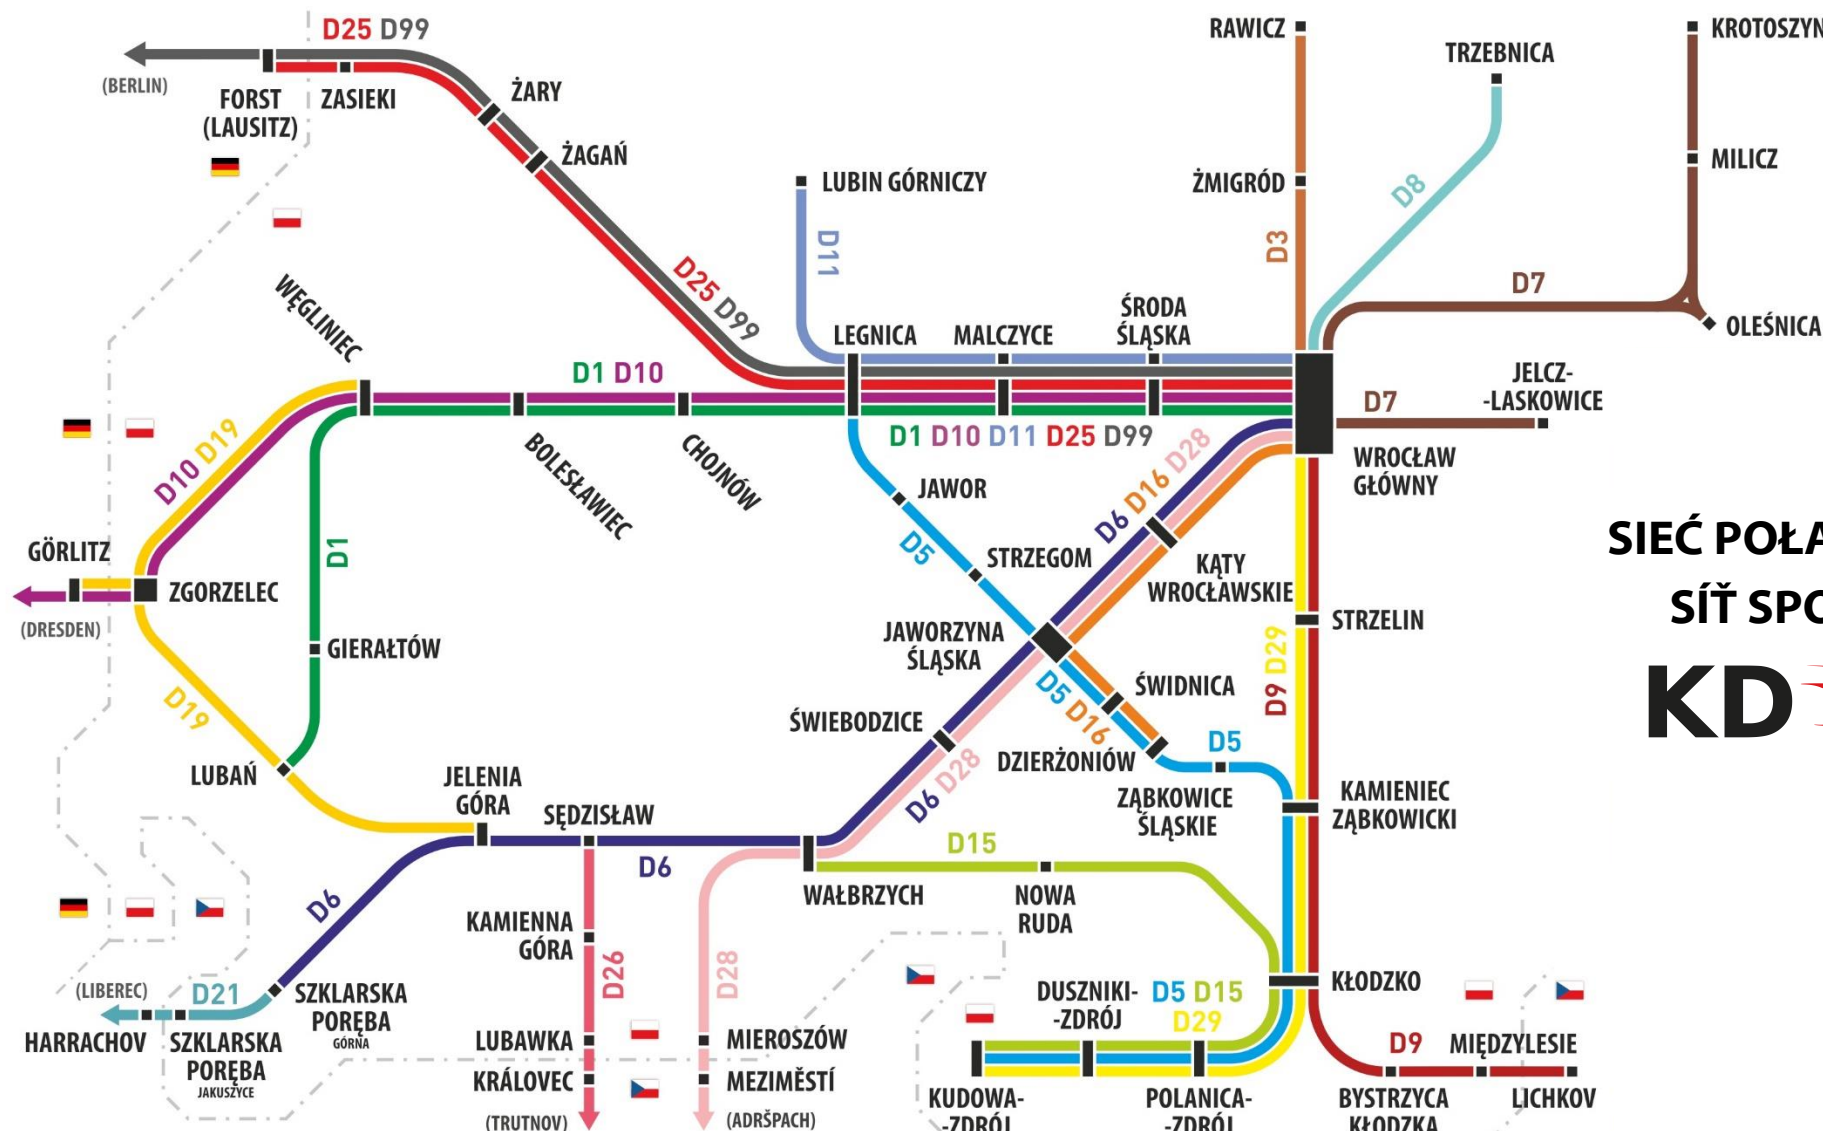 D25 D99
(BERLIN)
FORST
(LAUSITZ)
ZASIEKI
ŻARY
ŻAGAŃ
D25 D99
LUBIN GÓRNICZY
D11
RAWICZ
ŻMIGRÓD
D3
TRZEBNICA
D8
KROTOSZYN
MILICZ
D7
OLEŚNICA
JELCZ-
-LASKOWICE
D7
WROCŁAW
GŁÓWNY
WĘGLINIEC
D1 D10
BOLESŁAWIEC
CHOJNÓW
LEGNICA
MALCZYCE
ŚRODA
ŚLĄSKA
D1 D10 D11 D25 D99
D10 D19
D1
GÖRLITZ
ZGORZELEC
(DRESDEN)
GIERAŁTÓW
D19
LUBAŃ
JAWOR
D5
STRZEGOM
D6 D16 D28
KĄTY
WROCŁAWSKIE
JAWORZYNA
ŚLĄSKA
D5 D16
ŚWIDNICA
ŚWIEBODZICE
DZIERŻONIÓW
D5
ZĄBKOWICE
ŚLĄSKIE
D6 D28
STRZELIN
D9 D29
KAMIENIEC
ZĄBKOWICKI
SIEĆ POŁA
SÍŤ SPO
KD
JELENIA
GÓRA
SĘDZISŁAW
D6
D6
WAŁBRZYCH
D15
NOWA
RUDA
KAMIENNA
GÓRA
D26
D28
LUBAWKA
KRÁLOVEC
(TRUTNOV)
MIEROSZÓW
MEZIMĚSTÍ
(ADRŠPACH)
(LIBEREC)
D21
HARRACHOV
SZKLARSKA
PORĘBA
JAKUSZYCE
SZKLARSKA
PORĘBA
GÓRNA
DUSZNIKI-
-ZDRÓJ
D5 D15
D29
KŁODZKO
KUDOWA-
-ZDRÓJ
POLANICA-
-ZDRÓJ
D9
MIĘDZYLESIE
BYSTRZYCA
KŁODZKA
LICHKOV